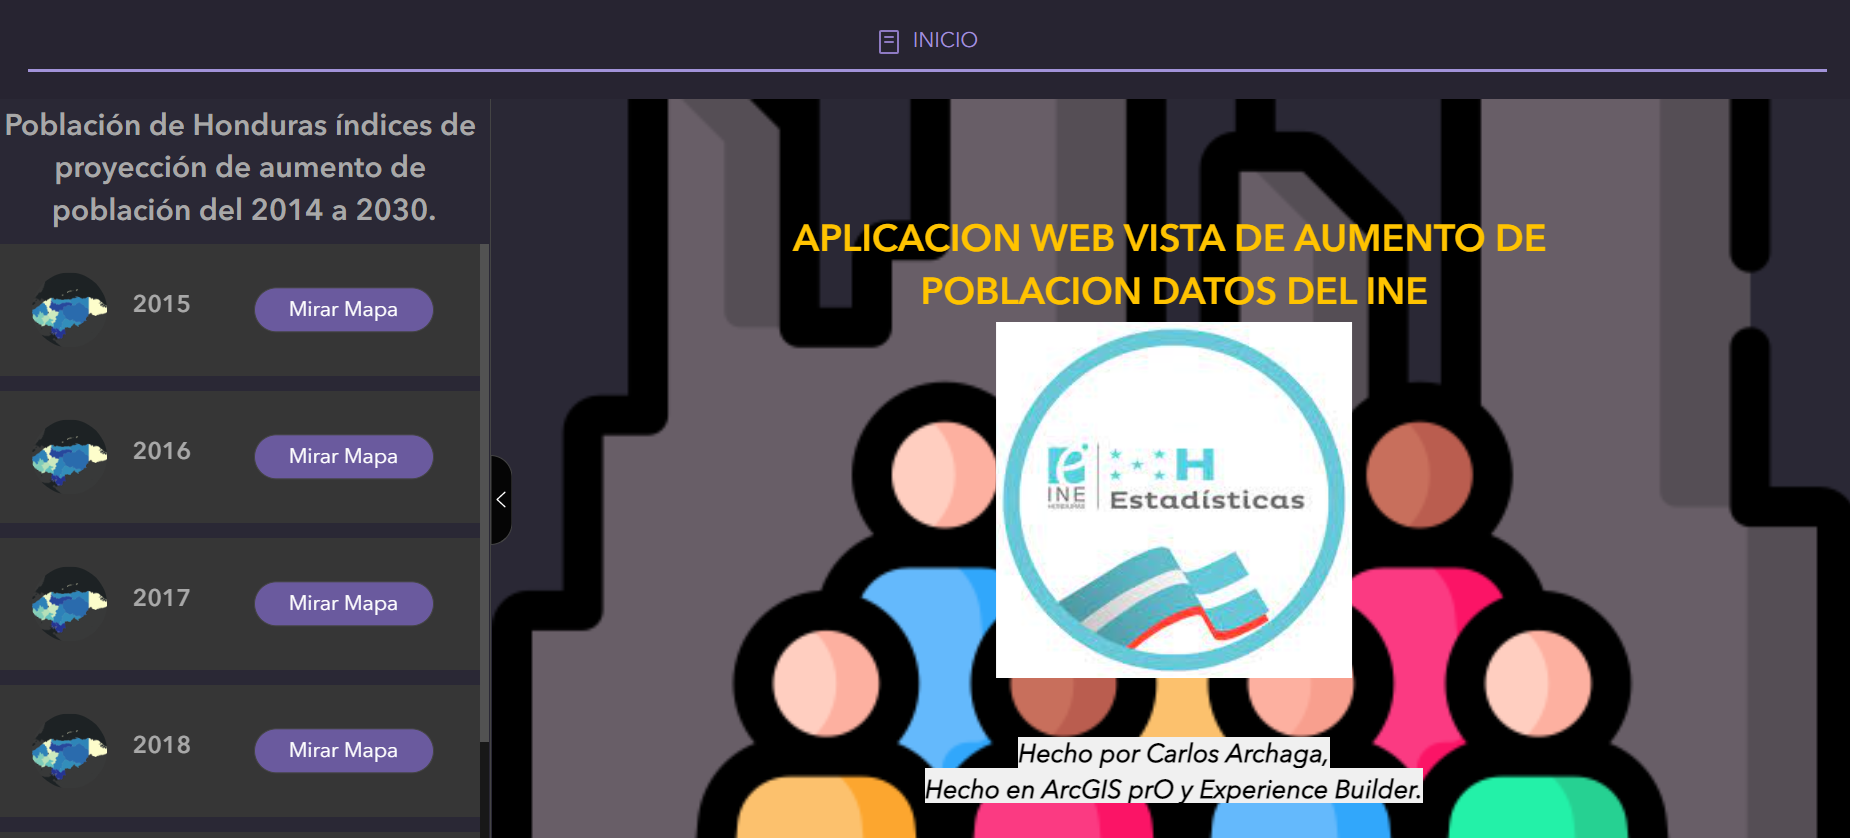 INICIO
Población de Honduras índices de
proyección de aumento de
población del 2014 a 2030.
2015
Mirar Mapa
2016
Mirar Mapa
2017
Mirar Mapa
2018
Mirar Mapa
APLICACION WEB VISTA DE AUMENTO DE
POBLACION DATOS DEL INE
INE
HONDURAS
H
Estadísticas
Hecho por Carlos Archaga,
Hecho en ArcGIS prO y Experience Builder.